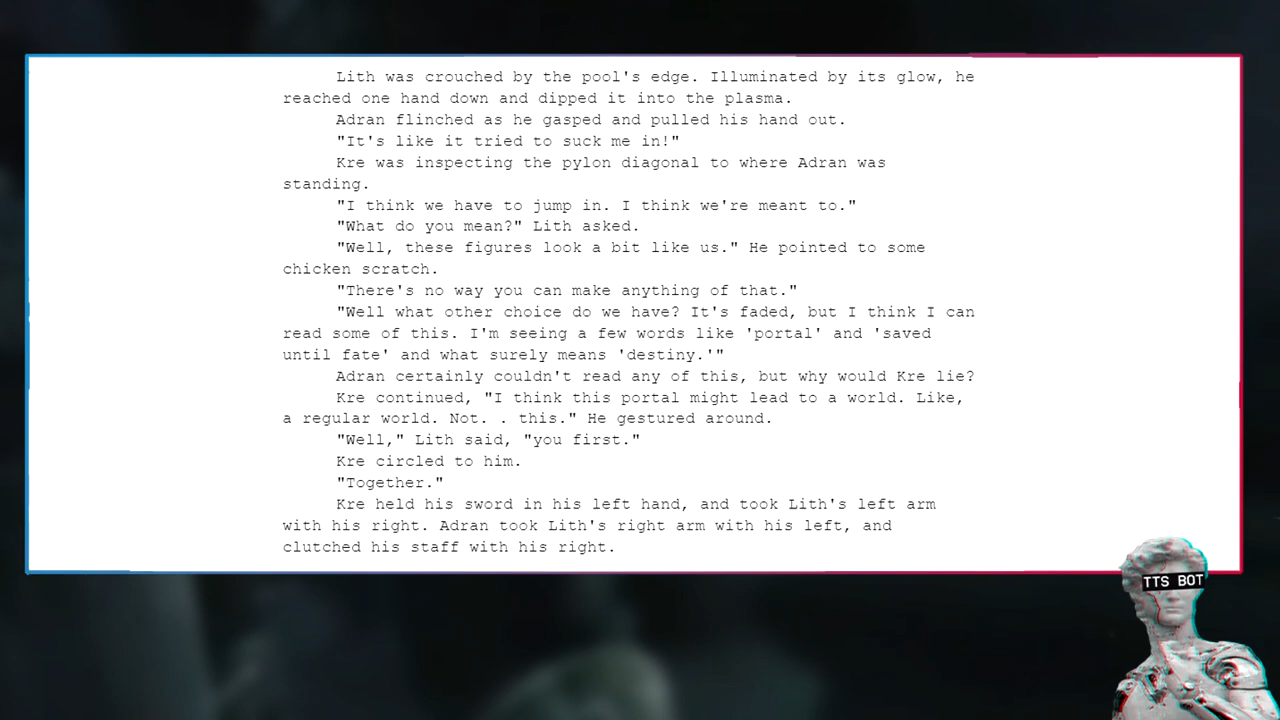 Lith was crouched by the pool's edge. Illuminated by its glow, he
reached one hand down and dipped it into the plasma.
Adran flinched as he gasped and pulled his hand out.
"It's like it tried to suck me in!"
Kre was inspecting the pylon diagonal to where Adran was
standing.
"I think we have to jump in. I think we're meant to."
"What do you mean?" Lith asked.
"Well, these figures look a bit like us." He pointed to some
chicken scratch.
"There's no way you can make anything of that."
"Well what other choice do we have? It's faded, but I think I can
read some of this. I'm seeing a few words like 'portal' and 'saved
until fate' and what surely means 'destiny.'"
Adran certainly couldn't read any of this, but why would Kre lie?
Kre continued, "I think this portal might lead to a world. Like,
a regular world. Not. . this." He gestured around.
"Well," Lith said, "you first."
Kre circled to him.
"Together."
Kre held his sword in his left hand, and took Lith's left arm
with his right. Adran took Lith's right arm with his left, and
clutched his staff with his right.
TTS BOT